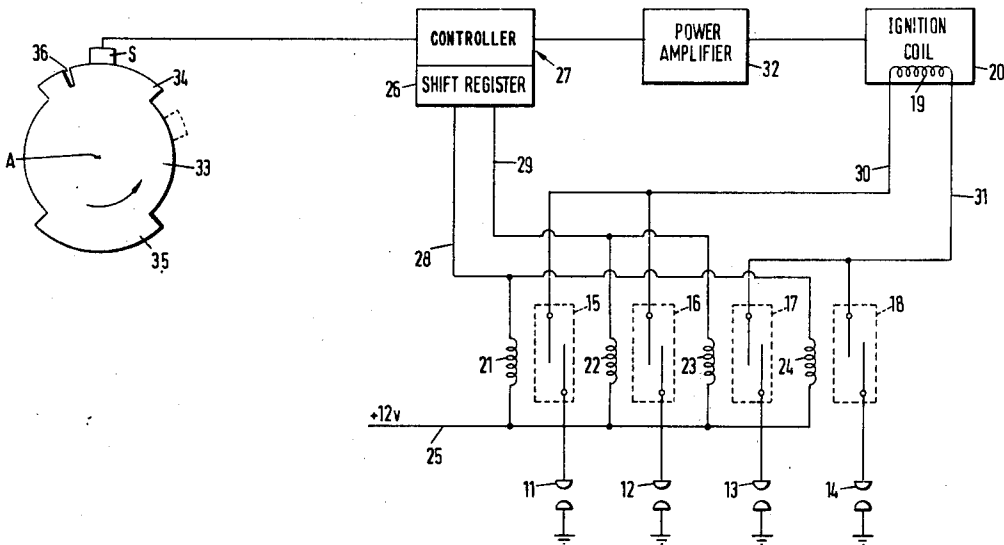 36
S
34
A
33
35
CONTROLLER
27
26
SHIFT REGISTER
POWER
AMPLIFIER
32
IGNITION
COIL
19
20
28
29
30
31
15
16
17
18
21
22
23
24
+12v
25
11
12
13
14